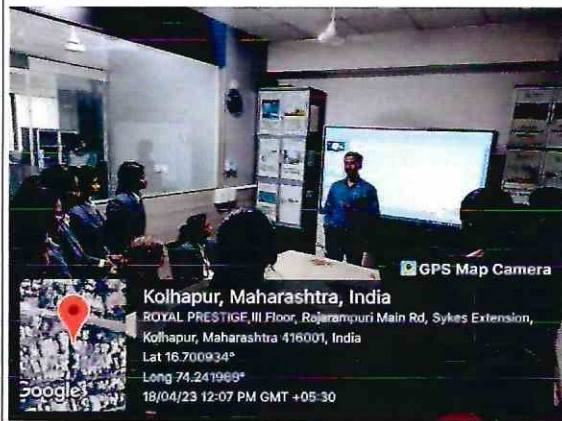 GPS Map Camera
Kolhapur, Maharashtra, India
ROYAL PRESTIGE,III Floor, Rajarampuri Main Rd, Sykes Extension,
Kolhapur, Maharashtra 416001, India
Lat 16.700934°
Long 74.241969°
18/04/23 12:07 PM GMT +05:30
Google